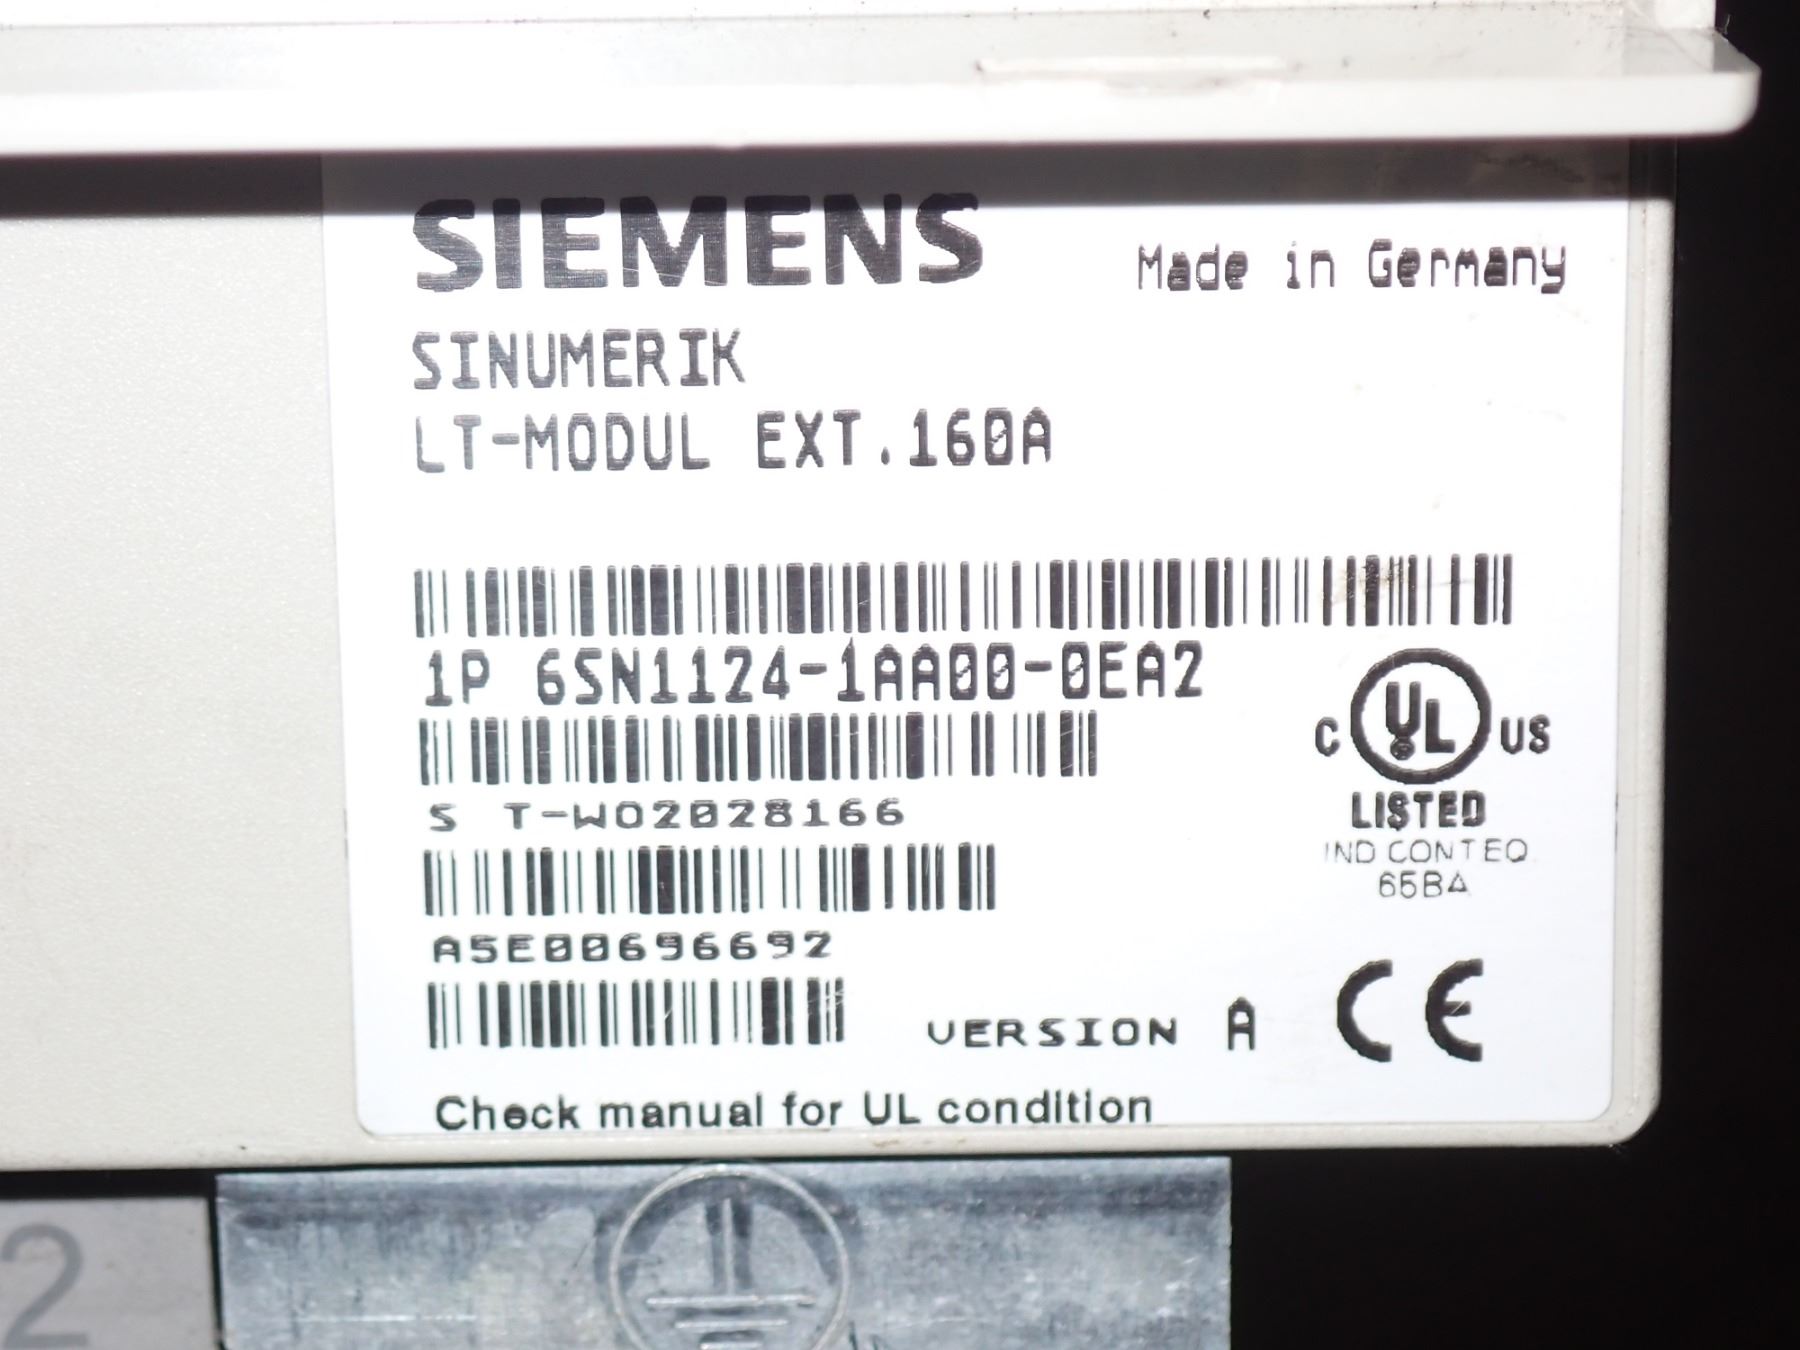 SIEMENS
Made in Germany
SINUMERIK
LT-MODUL EXT.160A
1P 6SN1124-1AA00-0EA2
C UL US
LISTED
IND CONT EQ
65BA
S T-W02028166
A5E00696692
VERSION A
CE
Check manual for UL condition
2